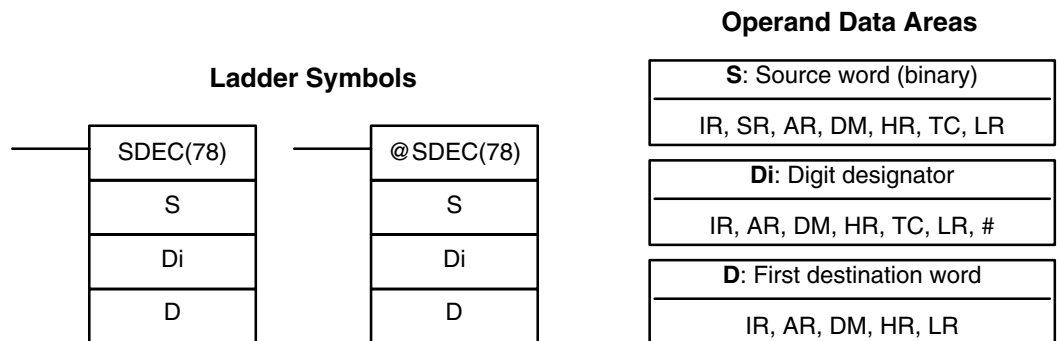 Ladder Symbols
SDEC(78)
S
Di
D
@SDEC(78)
S
Di
D
Operand Data Areas
S: Source word (binary)
IR, SR, AR, DM, HR, TC, LR
Di: Digit designator
IR, AR, DM, HR, TC, LR, #
D: First destination word
IR, AR, DM, HR, LR